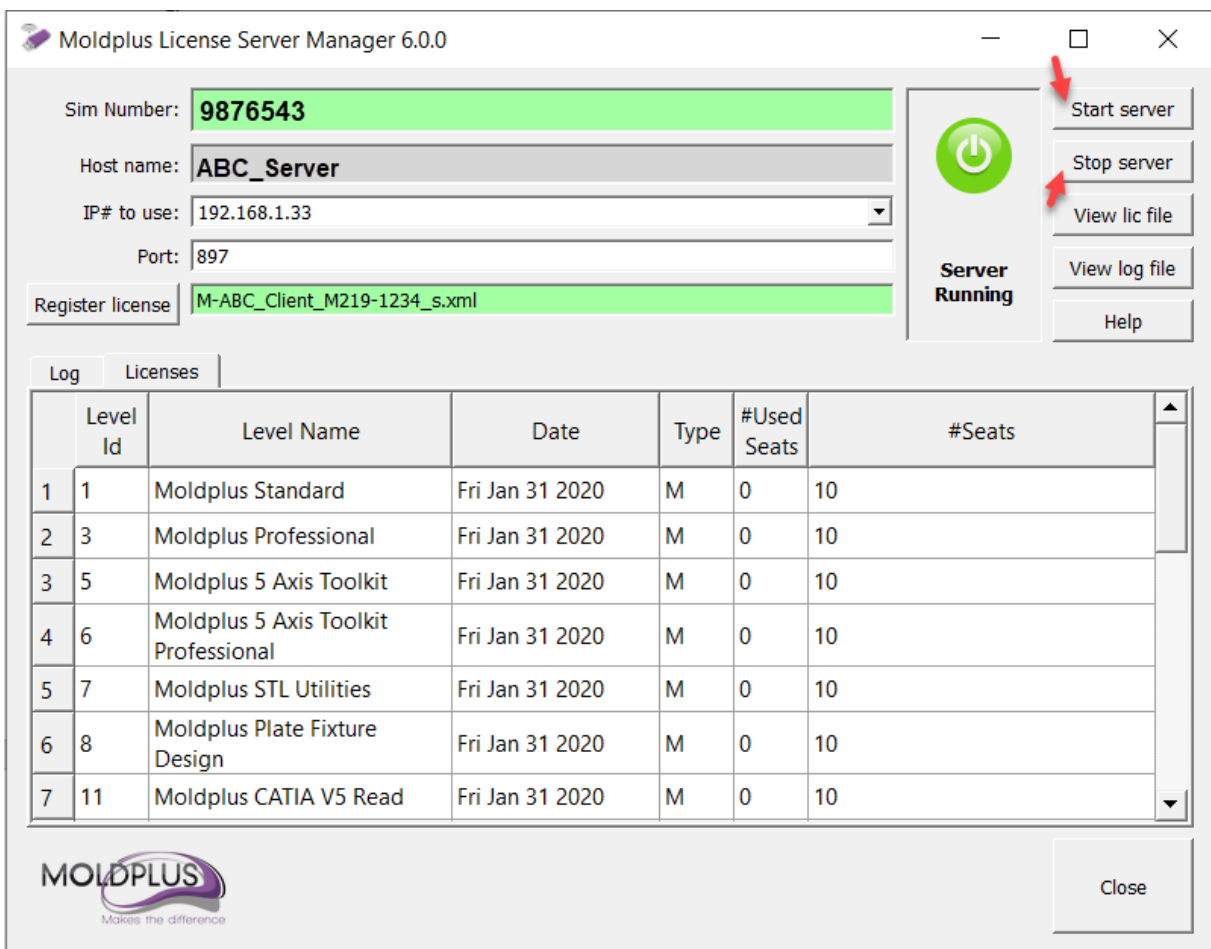 Moldplus License Server Manager 6.0.0
Sim Number: 9876543
Host name: ABC_Server
IP# to use: 192.168.1.33
Port: 897
Register license M-ABC_Client_M219-1234_s.xml
Server
Running
Start server
Stop server
View lic file
View log file
Help
Log Licenses
Level Id Level Name Date Type #Used Seats #Seats
1 1 Moldplus Standard Fri Jan 31 2020 M 0 10
2 3 Moldplus Professional Fri Jan 31 2020 M 0 10
3 5 Moldplus 5 Axis Toolkit Fri Jan 31 2020 M 0 10
4 6 Moldplus 5 Axis Toolkit Professional Fri Jan 31 2020 M 0 10
5 7 Moldplus STL Utilities Fri Jan 31 2020 M 0 10
6 8 Moldplus Plate Fixture Design Fri Jan 31 2020 M 0 10
7 11 Moldplus CATIA V5 Read Fri Jan 31 2020 M 0 10
MOLDPLUS
Makes the difference
Close